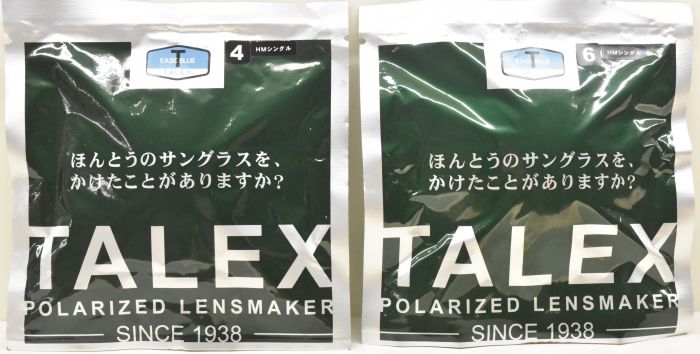 EASE BLUE
TALEX
4
HMシングル
ほんとうのサングラスを、
かけたことがありますか?
TALEX
POLARIZED LENSMAKER
SINCE 1938
EASE BLUE
TALEX
6
HMシングル
ほんとうのサングラスを、
かけたことがありますか?
TALEX
POLARIZED LENSMAKER
SINCE 1938